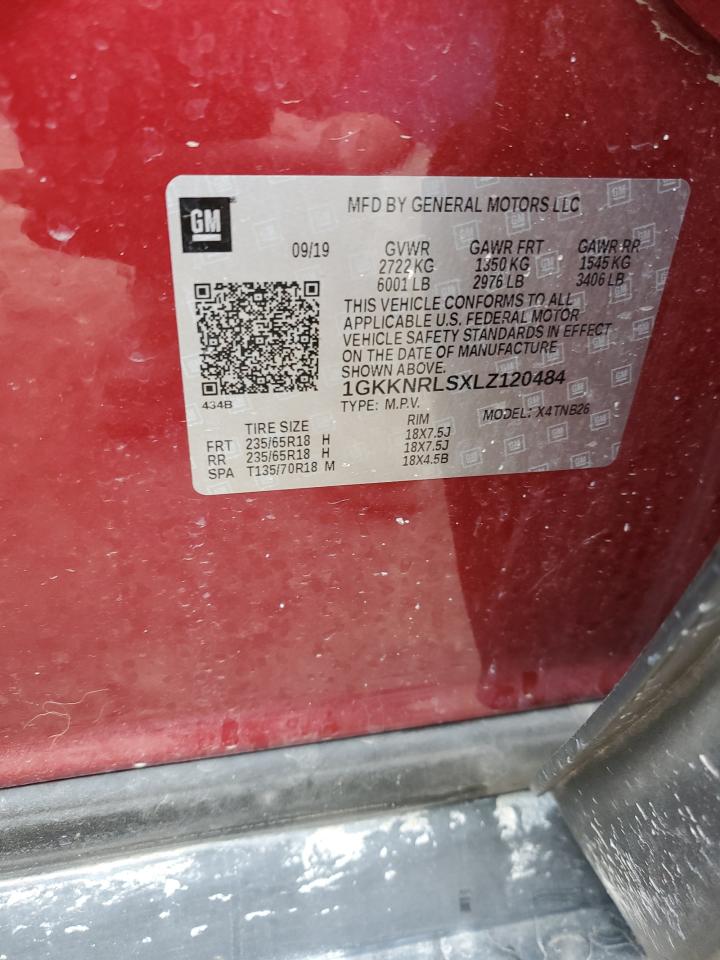 GM
MFD BY GENERAL MOTORS LLC
09/19 GVWR GAWR FRT GAWR RR
2722 KG 1350 KG 1545 KG
6001 LB 2976 LB 3406 LB
THIS VEHICLE CONFORMS TO ALL
APPLICABLE U.S. FEDERAL MOTOR
VEHICLE SAFETY STANDARDS IN EFFECT
ON THE DATE OF MANUFACTURE
SHOWN ABOVE.
1GKKNRLSXLZ120484
434B
TYPE: M.P.V. MODEL: X4TNB26
TIRE SIZE RIM
FRT 235/65R18 H 18X7.5J
RR 235/65R18 H 18X7.5J
SPA T135/70R18 M 18X4.5B